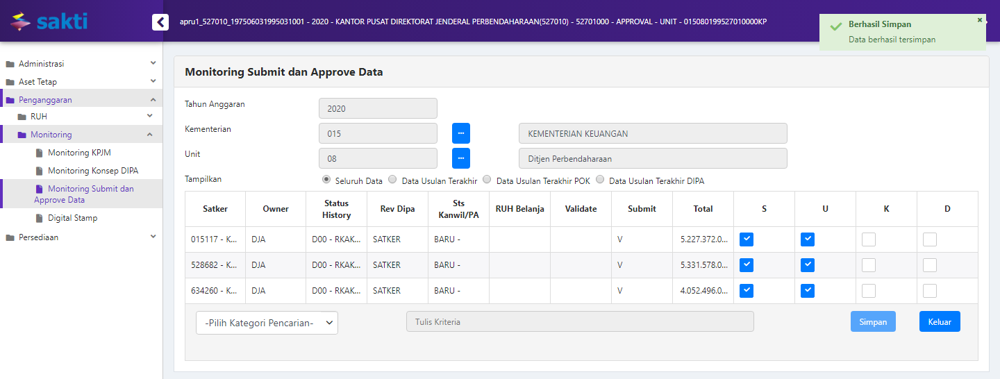 sakti
apru1_527010_197506031995031001 - 2020 - KANTOR PUSAT DIREKTORAT JENDERAL PERBENDAHARAAN(527010) - 52701000 - APPROVAL - UNIT - 015080199527010000KP
Berhasil Simpan
Data berhasil tersimpan
Administrasi
Aset Tetap
Penganggaran
RUH
Monitoring
Monitoring KPJM
Monitoring Konsep DIPA
Monitoring Submit dan
Approve Data
Digital Stamp
Persediaan
Monitoring Submit dan Approve Data
Tahun Anggaran 2020
Kementerian 015 ... KEMENTERIAN KEUANGAN
Unit 08 ... Ditjen Perbendaharaan
Tampilkan Seluruh Data Data Usulan Terakhir Data Usulan Terakhir POK Data Usulan Terakhir DIPA
Satker Owner Status History Rev Dipa Sts Kanwil/PA RUH Belanja Validate Submit Total S U K D
015117 - K... DJA D00 - RKAK... SATKER BARU - V 5.227.372.0...
528682 - K... DJA D00 - RKAK... SATKER BARU - V 5.331.578.0...
634260 - K... DJA D00 - RKAK... SATKER BARU - V 4.052.496.0...
-Pilih Kategori Pencarian- Tulis Kriteria Simpan Keluar